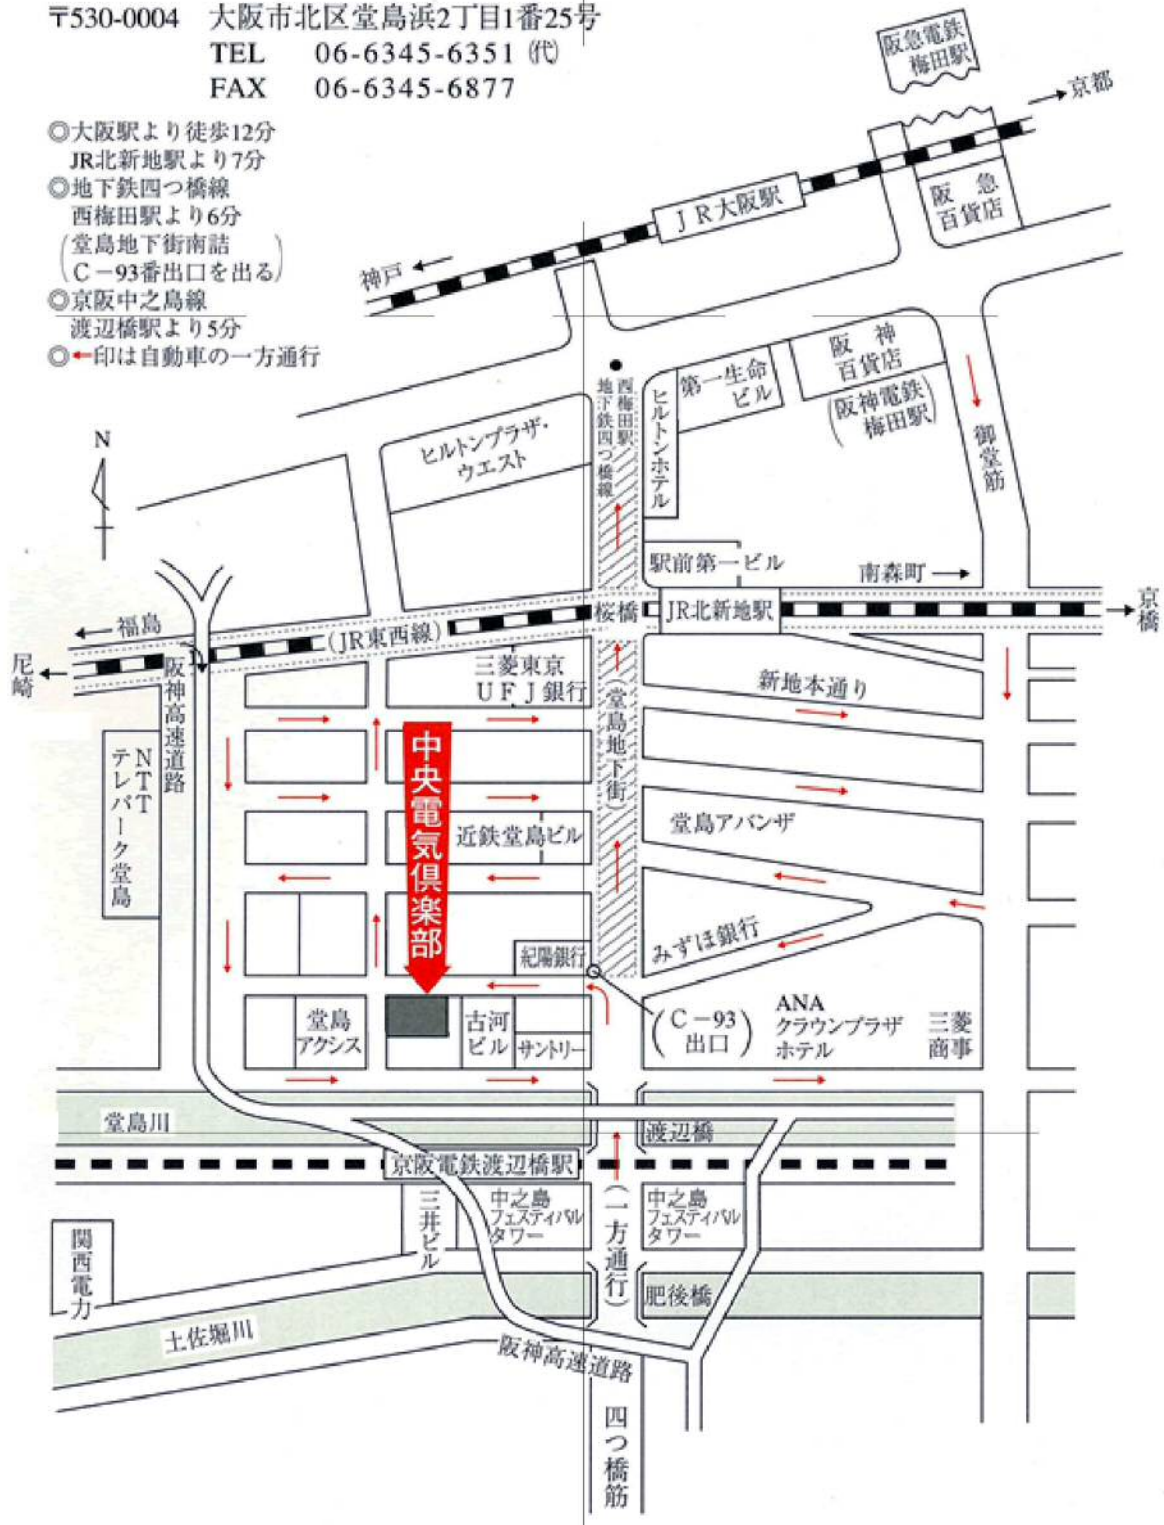 〒530-0004 大阪市北区堂島浜2丁目1番25号
TEL 06-6345-6351 (代)
FAX 06-6345-6877
◎大阪駅より徒歩12分
JR北新地駅より7分
◎地下鉄四つ橋線
西梅田駅より6分
(堂島地下街南詰
C-93番出口を出る)
◎京阪中之島線
渡辺橋駅より5分
◎←印は自動車の一方通行
阪急電鉄
梅田駅
→京都
JR大阪駅
阪急
百貨店
神戸←
阪神
百貨店
(阪神電鉄
梅田駅)
第一生命
ビル
ヒルトンホテル
西梅田駅
地下鉄四つ橋線
ヒルトンプラザ・
ウエスト
御堂筋
N
駅前第一ビル
南森町→
←福島
(JR東西線)
桜橋
JR北新地駅
→京橋
尼崎←
阪神高速道路
三菱東京
UFJ銀行
(堂島地下街)
新地本通り
NTT
テレパーク堂島
中央電気倶楽部
近鉄堂島ビル
堂島アバンザ
紀陽銀行
みずほ銀行
堂島
アクシス
古河
ビル
サントリー
(C-93
出口)
ANA
クラウンプラザ
ホテル
三菱
商事
堂島川
渡辺橋
京阪電鉄渡辺橋駅
三井ビル
中之島
フェスティバル
タワー
(一方通行)
中之島
フェスティバル
タワー
関西電力
肥後橋
土佐堀川
阪神高速道路
四つ橋筋